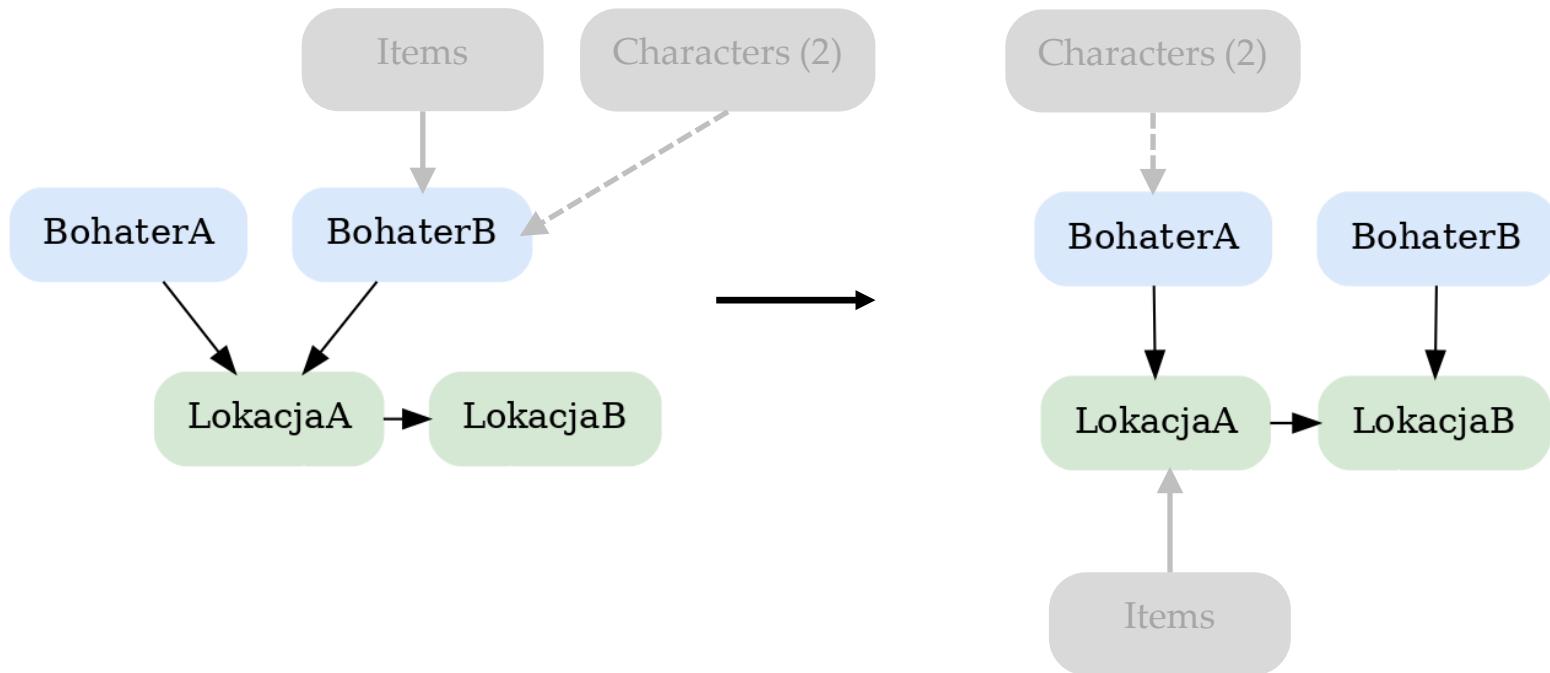 Items
Characters (2)
BohaterA
BohaterB
LokacjaA
LokacjaB
Characters (2)
BohaterA
BohaterB
LokacjaA
LokacjaB
Items